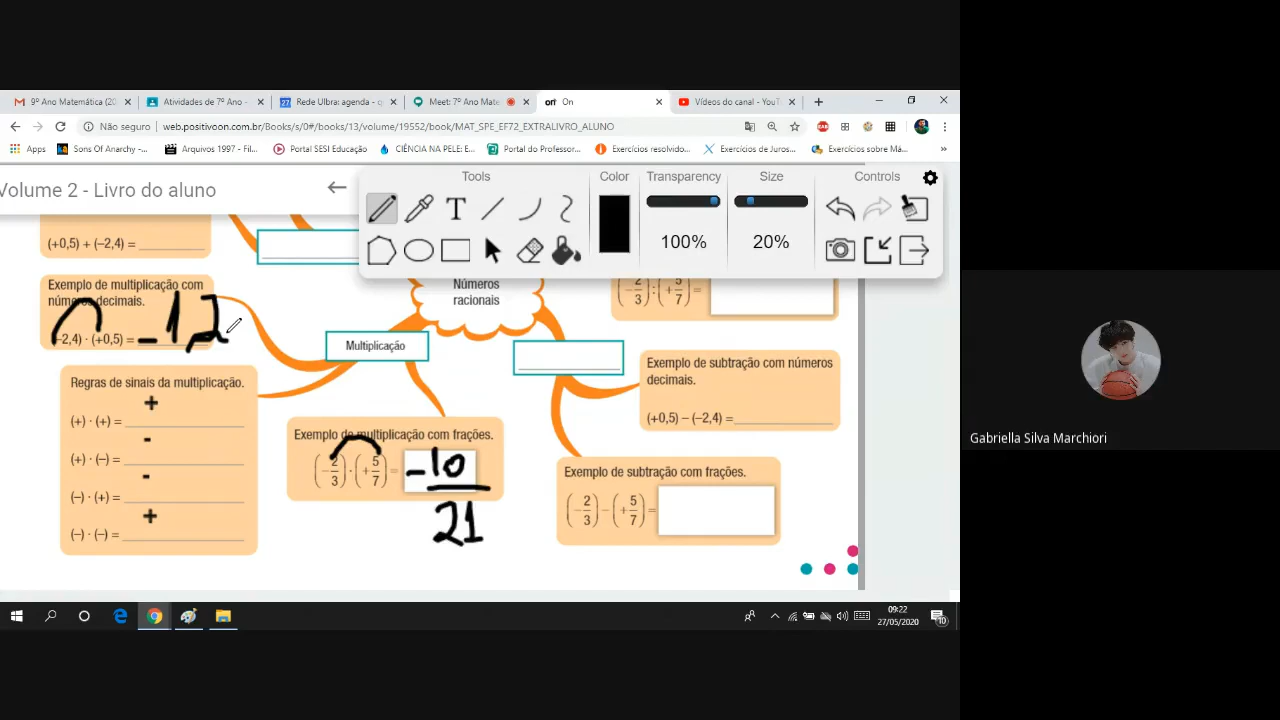 9º Ano Matemática (20
Atividades de 7º Ano -
Rede Ulbra: agenda - q
Meet: 7º Ano Mate
On
Vídeos do canal - YouT
Não seguro
web.positivoon.com.br/Books/s/0#/books/13/volume/19552/book/MAT_SPE_EF72_EXTRALIVRO_ALUNO
Apps
Sons Of Anarchy -...
Arquivos 1997 - Fil...
Portal SESI Educação
CIÊNCIA NA PELE: E...
Portal do Professor...
Exercícios resolvido...
Exercícios de Juros...
Exercícios sobre Má...
Volume 2 - Livro do aluno
Tools
Color
Transparency
Size
Controls
T
100%
20%
(+0,5) + (−2,4) =
Exemplo de multiplicação com
números decimais.
(−2,4) · (+0,5) = -12
Números
racionais
(−2/3) : (+5/7)
Multiplicação
Regras de sinais da multiplicação.
(+) · (+) = +
(+) · (−) = -
(−) · (+) = -
(−) · (−) = +
Exemplo de multiplicação com frações.
(−2/3) · (+5/7) = -10
21
Exemplo de subtração com números
decimais.
(+0,5) − (−2,4) =
Exemplo de subtração com frações.
(−2/3) − (+5/7) =
Gabriella Silva Marchiori
09:22
27/05/2020
10